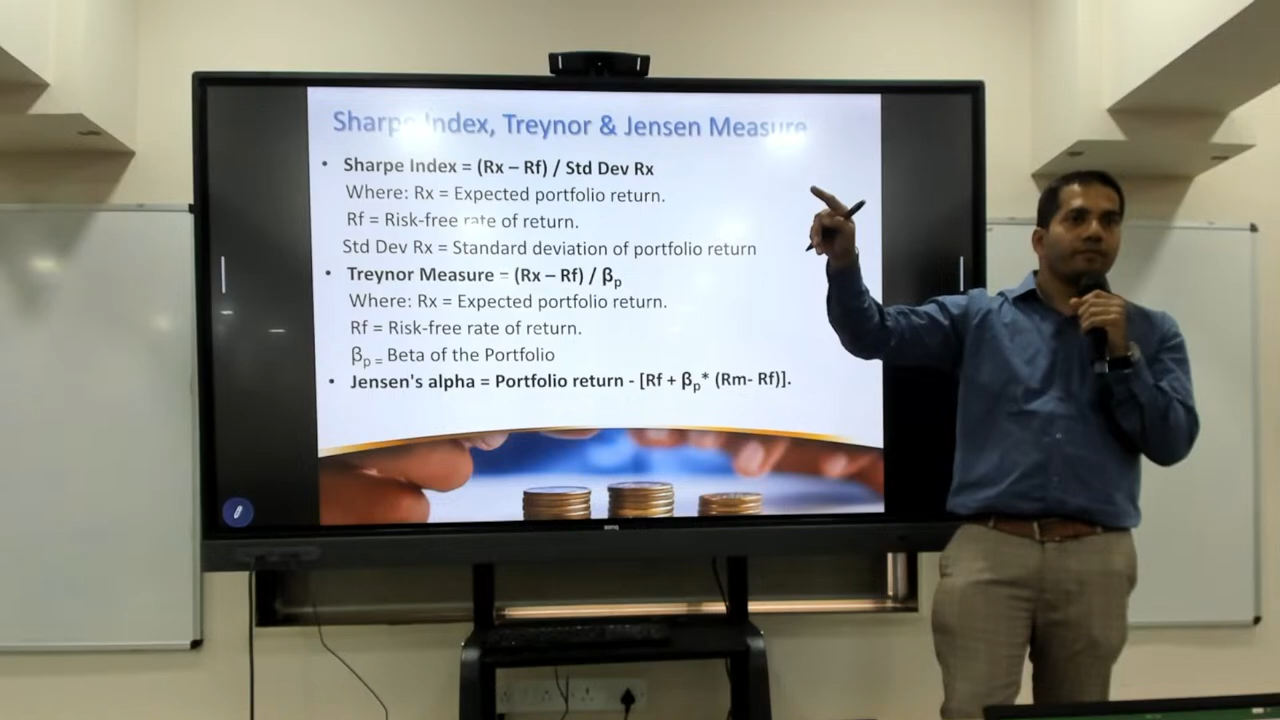 Sharpe Index, Treynor & Jensen Measure
• Sharpe Index = (Rx – Rf) / Std Dev Rx
Where: Rx = Expected portfolio return.
Rf = Risk-free rate of return.
Std Dev Rx = Standard deviation of portfolio return
• Treynor Measure = (Rx – Rf) / βp
Where: Rx = Expected portfolio return.
Rf = Risk-free rate of return.
βp = Beta of the Portfolio
• Jensen's alpha = Portfolio return - [Rf + βp* (Rm- Rf)].
BenQ